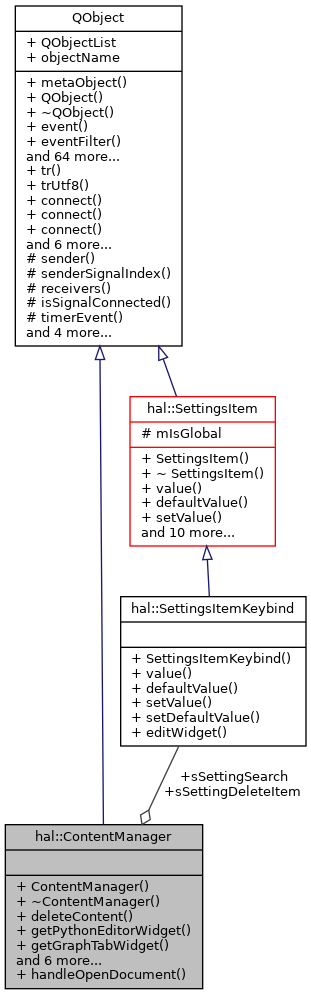 QObject
+ QObjectList
+ objectName
+ metaObject()
+ QObject()
+ ~QObject()
+ event()
+ eventFilter()
and 64 more...
+ tr()
+ trUtf8()
+ connect()
+ connect()
+ connect()
and 6 more...
# sender()
# senderSignalIndex()
# receivers()
# isSignalConnected()
# timerEvent()
and 4 more...
hal::SettingsItem
# mIsGlobal
+ SettingsItem()
+ ~ SettingsItem()
+ value()
+ defaultValue()
+ setValue()
and 10 more...
hal::SettingsItemKeybind
+ SettingsItemKeybind()
+ value()
+ defaultValue()
+ setValue()
+ setDefaultValue()
+ editWidget()
+sSettingSearch
+sSettingDeleteItem
hal::ContentManager
+ ContentManager()
+ ~ContentManager()
+ deleteContent()
+ getPythonEditorWidget()
+ getGraphTabWidget()
and 6 more...
+ handleOpenDocument()